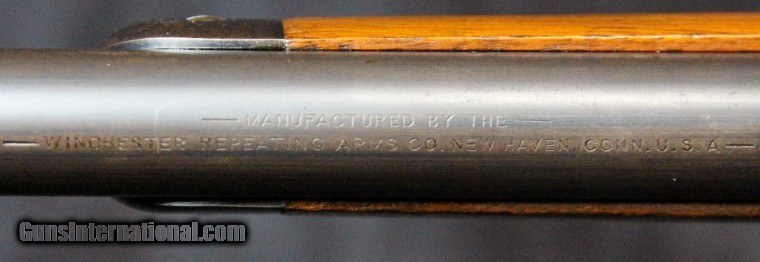 — MANUFACTURED BY THE —
— WINCHESTER REPEATING ARMS CO. NEW HAVEN. CONN. U.S.A. —
GunsInternational.com